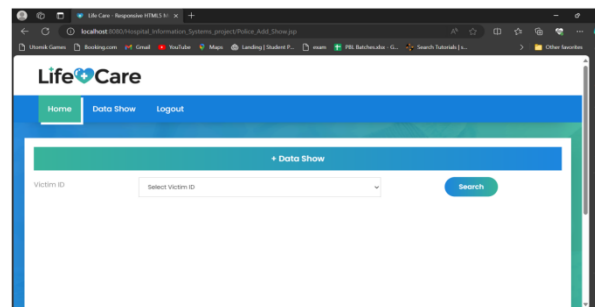 Life Care - Responsive HTML5 M
localhost:8080/Hospital_Information_Systems_project/Police_Add_Show.jsp
Utomik Games Booking.com Gmail YouTube Maps Landing | Student P... exam PBL Batches.xlsx - G... Search Tutorials | s... Other favorites
Life Care
Home Data Show Logout
+ Data Show
Victim ID Select Victim ID Search